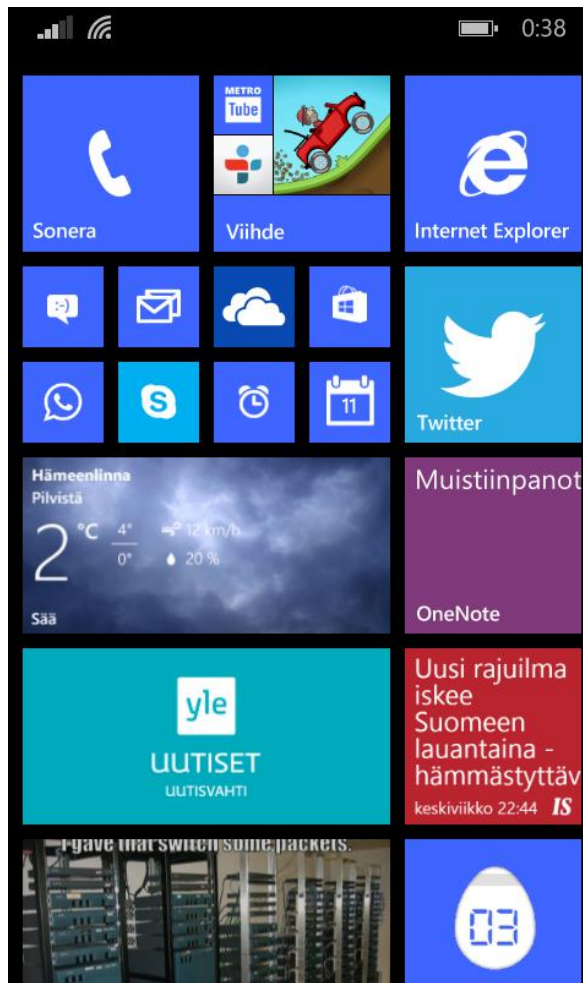 0:38
METRO
Tube
Sonera
Viihde
Internet Explorer
:-)
S
11
Twitter
Hämeenlinna
Pilvistä
2 °C
4°
12 km/h
0°
20 %
Sää
Muistiinpanot
OneNote
yle
UUTISET
UUTISVAHTI
Uusi rajuilma
iskee
Suomeen
lauantaina -
hämmästyttäv
keskiviikko 22:44 IS
I gave that switch some packets.
03